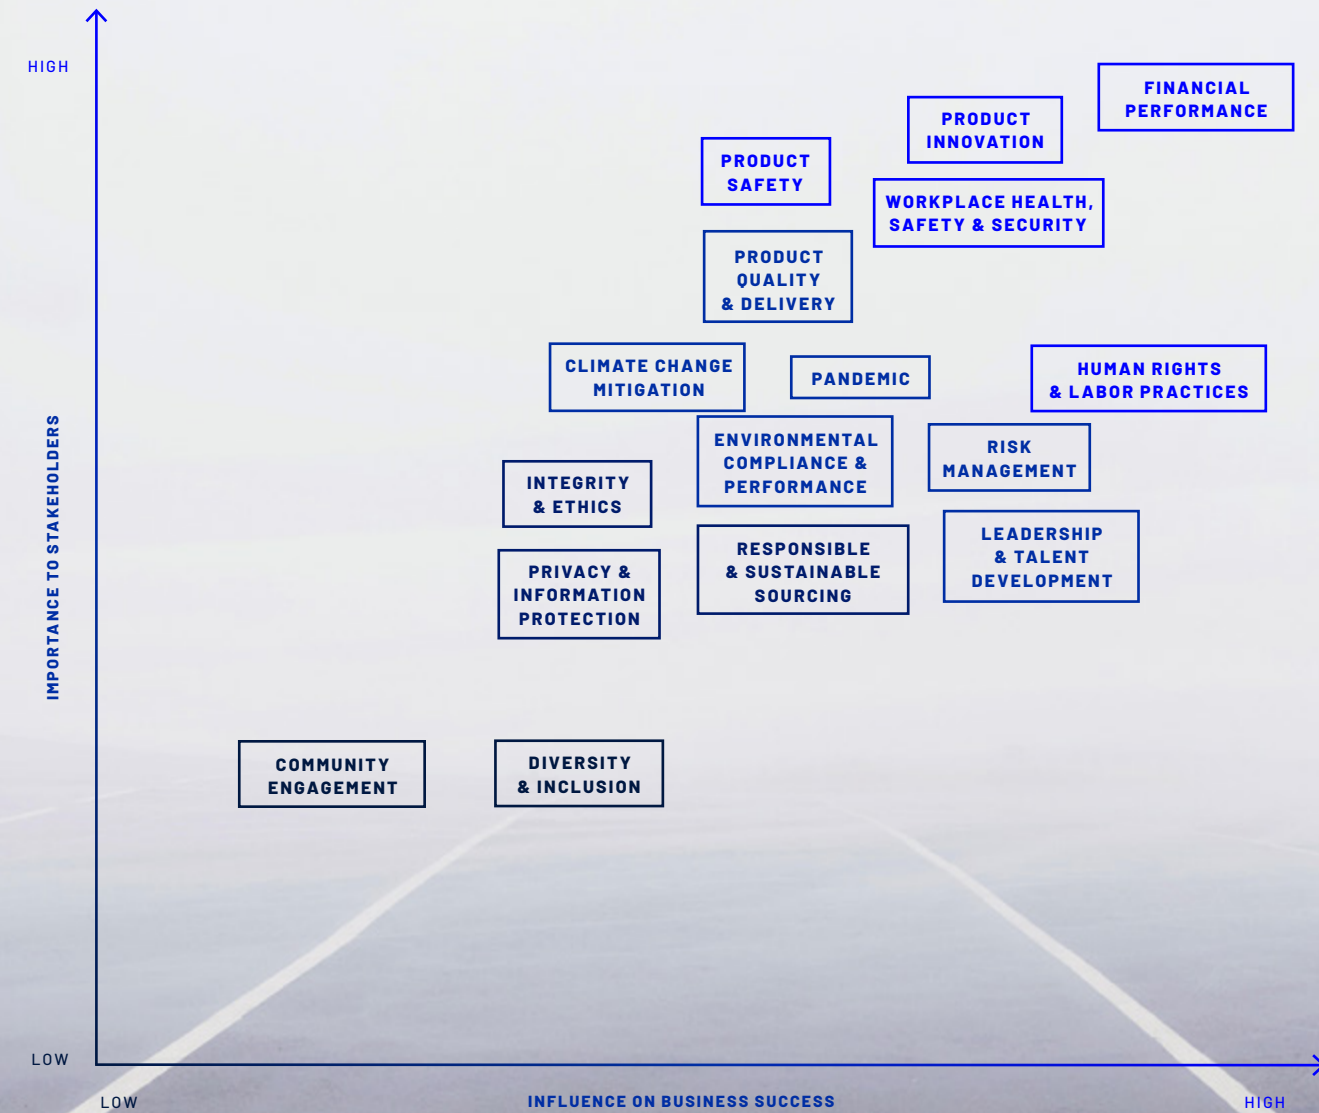 HIGH
FINANCIAL
PERFORMANCE
PRODUCT
INNOVATION
PRODUCT
SAFETY
WORKPLACE HEALTH,
SAFETY & SECURITY
PRODUCT
QUALITY
& DELIVERY
CLIMATE CHANGE
MITIGATION
PANDEMIC
HUMAN RIGHTS
& LABOR PRACTICES
ENVIRONMENTAL
COMPLIANCE &
PERFORMANCE
RISK
MANAGEMENT
INTEGRITY
& ETHICS
RESPONSIBLE
& SUSTAINABLE
SOURCING
LEADERSHIP
& TALENT
DEVELOPMENT
PRIVACY &
INFORMATION
PROTECTION
IMPORTANCE TO STAKEHOLDERS
COMMUNITY
ENGAGEMENT
DIVERSITY
& INCLUSION
LOW
LOW
INFLUENCE ON BUSINESS SUCCESS
HIGH